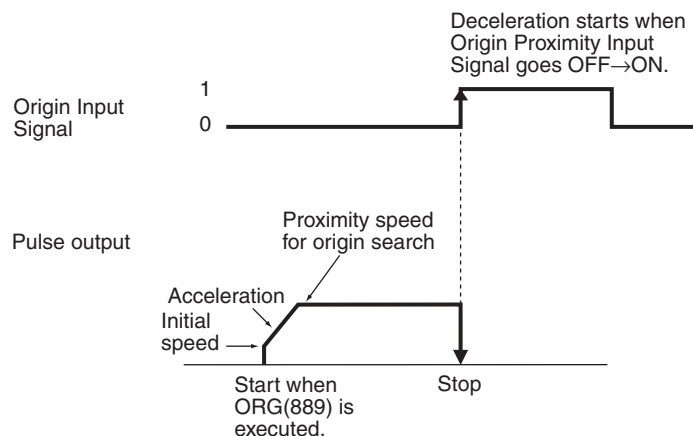 Deceleration starts when
Origin Proximity Input
Signal goes OFF→ON.
Origin Input
Signal
1
0
Pulse output
Proximity speed
for origin search
Acceleration
Initial
speed
Start when
ORG(889) is
executed.
Stop